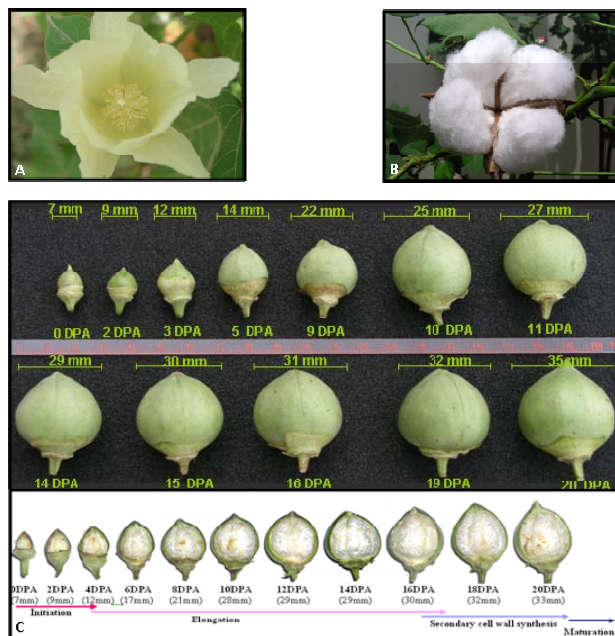 A
B
7 mm 9 mm 12 mm 14 mm 22 mm 25 mm 27 mm
0 DPA 2 DPA 3 DPA 5 DPA 9 DPA 10 DPA 11 DPA
29 mm 30 mm 31 mm 32 mm 35 mm
14 DPA 15 DPA 16 DPA 19 DPA 20 DPA
0DPA 2DPA 4DPA 6DPA 8DPA 10DPA 12DPA 14DPA 16DPA 18DPA 20DPA
(7mm) (9mm) (12mm) (17mm) (21mm) (28mm) (29mm) (29mm) (30mm) (32mm) (33mm)
Initiation Elongation Secondary cell wall synthesis
Maturation
C